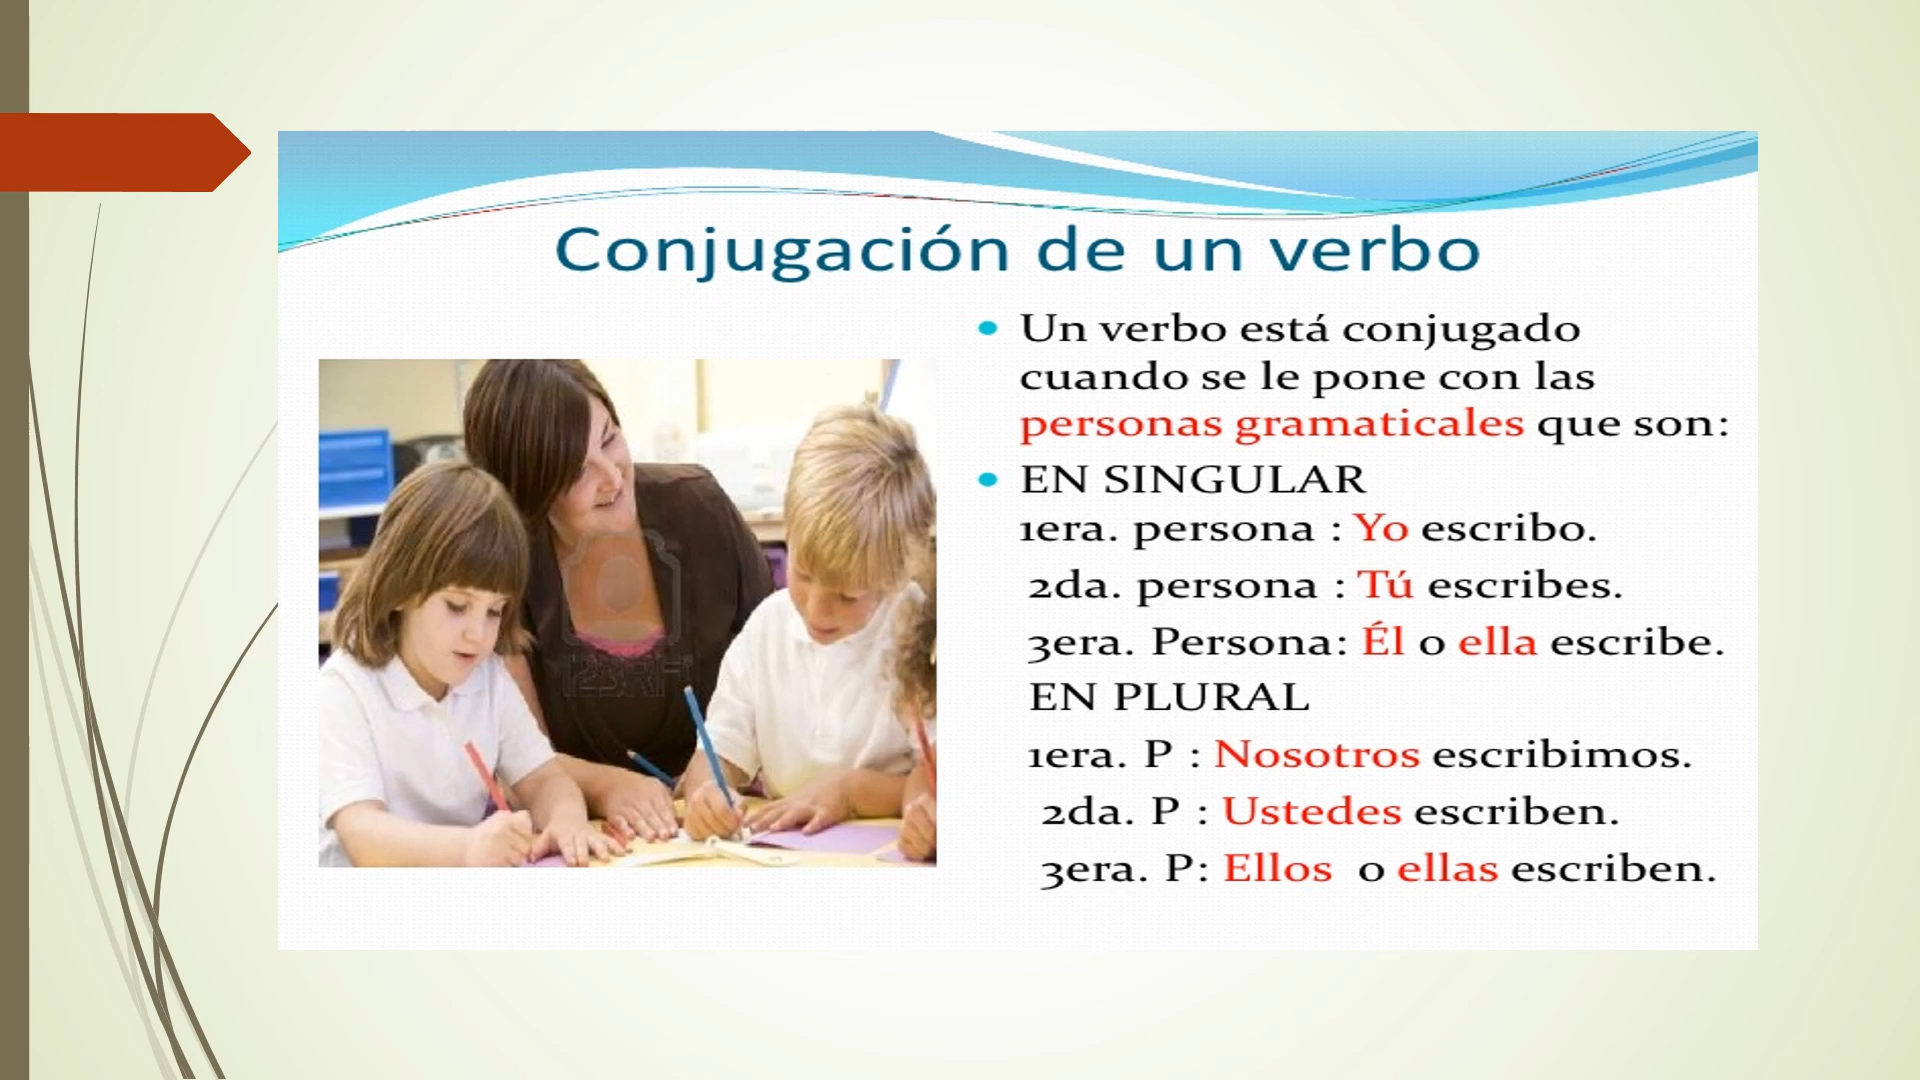 Conjugación de un verbo
Un verbo está conjugado
cuando se le pone con las
personas gramaticales que son:
EN SINGULAR
1era. persona : Yo escribo.
2da. persona : Tú escribes.
3era. Persona: Él o ella escribe.
EN PLURAL
1era. P : Nosotros escribimos.
2da. P : Ustedes escriben.
3era. P: Ellos o ellas escriben.
123RF